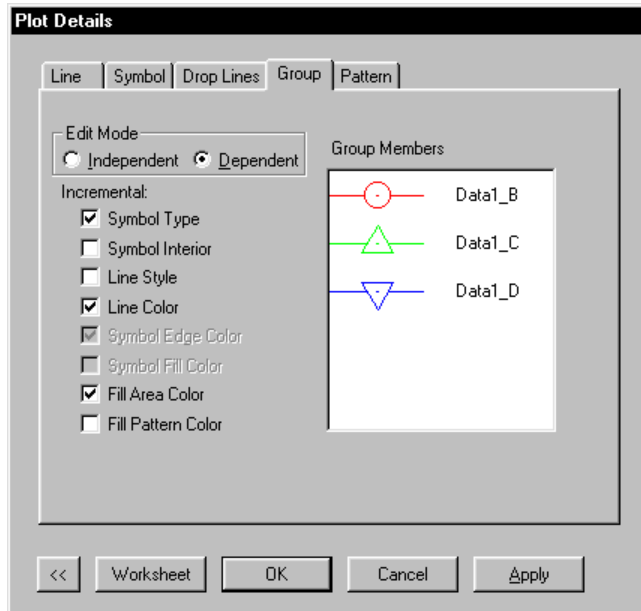 Plot Details
Line Symbol Drop Lines Group Pattern
Edit Mode
Independent Dependent
Group Members
Incremental:
Symbol Type
Symbol Interior
Line Style
Line Color
Symbol Edge Color
Symbol Fill Color
Fill Area Color
Fill Pattern Color
Data1_B
Data1_C
Data1_D
<< Worksheet OK Cancel Apply